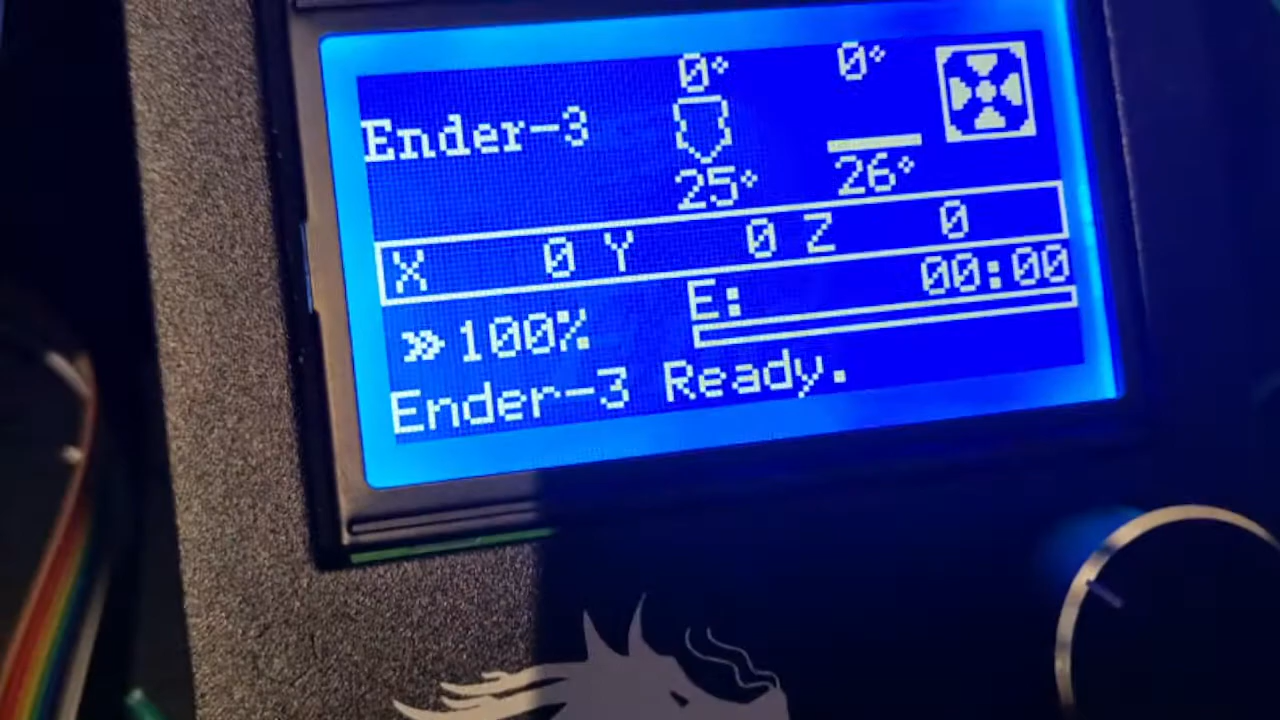 0° 0°
Ender-3
25° 26°
X 0 Y 0 Z 0
»100% E: 00:00
Ender-3 Ready.